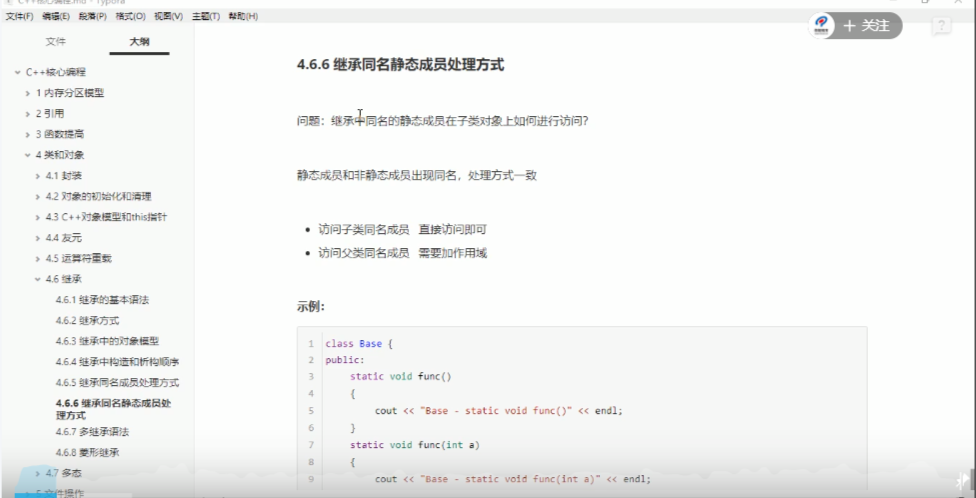 C++核心编程.md - Typora
文件(F) 编辑(E) 段落(P) 格式(O) 视图(V) 主题(T) 帮助(H)
+ 关注
?
文件 大纲
C++核心编程
1 内存分区模型
2 引用
3 函数提高
4 类和对象
4.1 封装
4.2 对象的初始化和清理
4.3 C++对象模型和this指针
4.4 友元
4.5 运算符重载
4.6 继承
4.6.1 继承的基本语法
4.6.2 继承方式
4.6.3 继承中的对象模型
4.6.4 继承中构造和析构顺序
4.6.5 继承同名成员处理方式
4.6.6 继承同名静态成员处
理方式
4.6.7 多继承语法
4.6.8 菱形继承
4.7 多态
5 文件操作
4.6.6 继承同名静态成员处理方式
问题：继承中同名的静态成员在子类对象上如何进行访问？
静态成员和非静态成员出现同名，处理方式一致
• 访问子类同名成员 直接访问即可
• 访问父类同名成员 需要加作用域
示例：
1 class Base {
2 public:
3 static void func()
4 {
5 cout << "Base - static void func()" << endl;
6 }
7 static void func(int a)
8 {
9 cout << "Base - static void func(int a)" << endl;